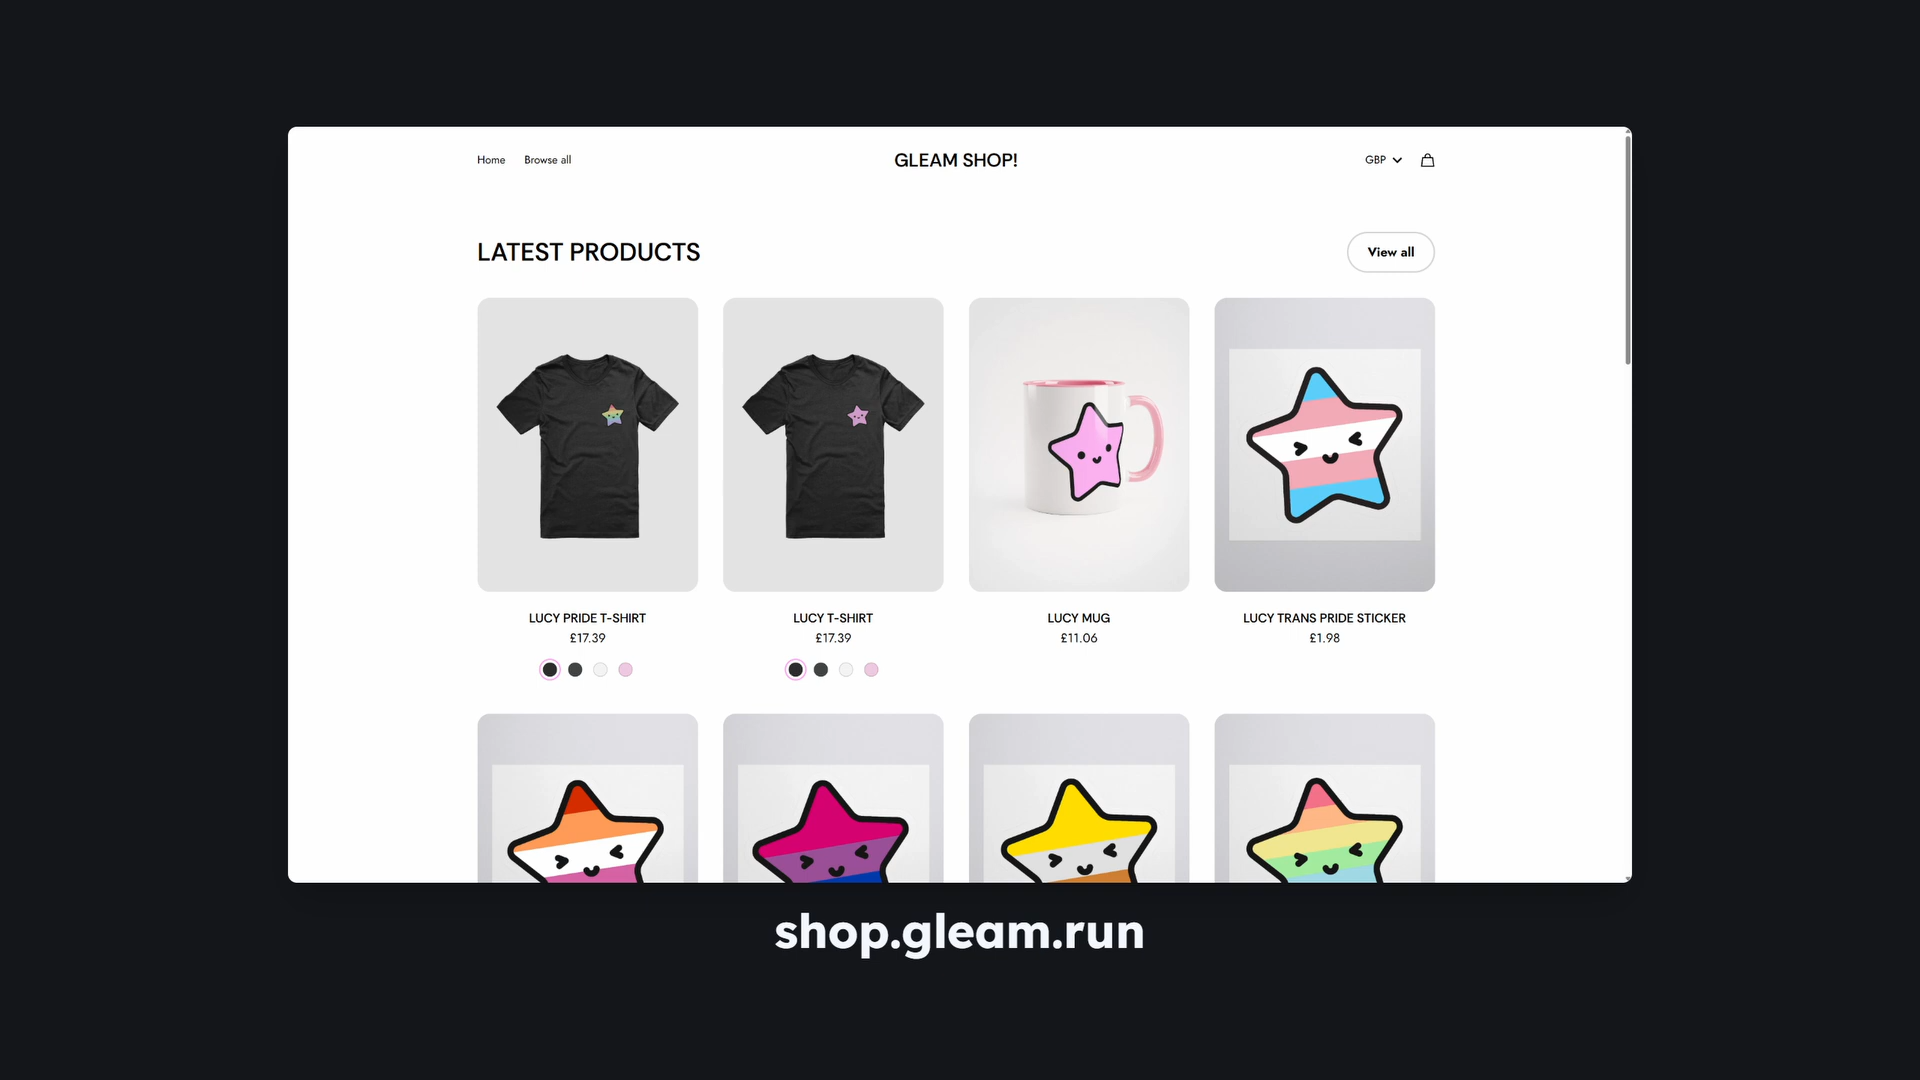 Home Browse all GLEAM SHOP! GBP
LATEST PRODUCTS View all
LUCY PRIDE T-SHIRT
£17.39
LUCY T-SHIRT
£17.39
LUCY MUG
£11.06
LUCY TRANS PRIDE STICKER
£1.98
shop.gleam.run